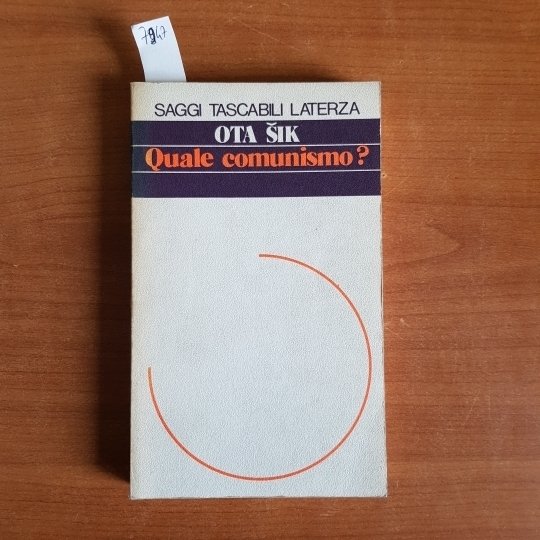 SAGGI TASCABILI LATERZA
OTA ŠIK
Quale comunismo?